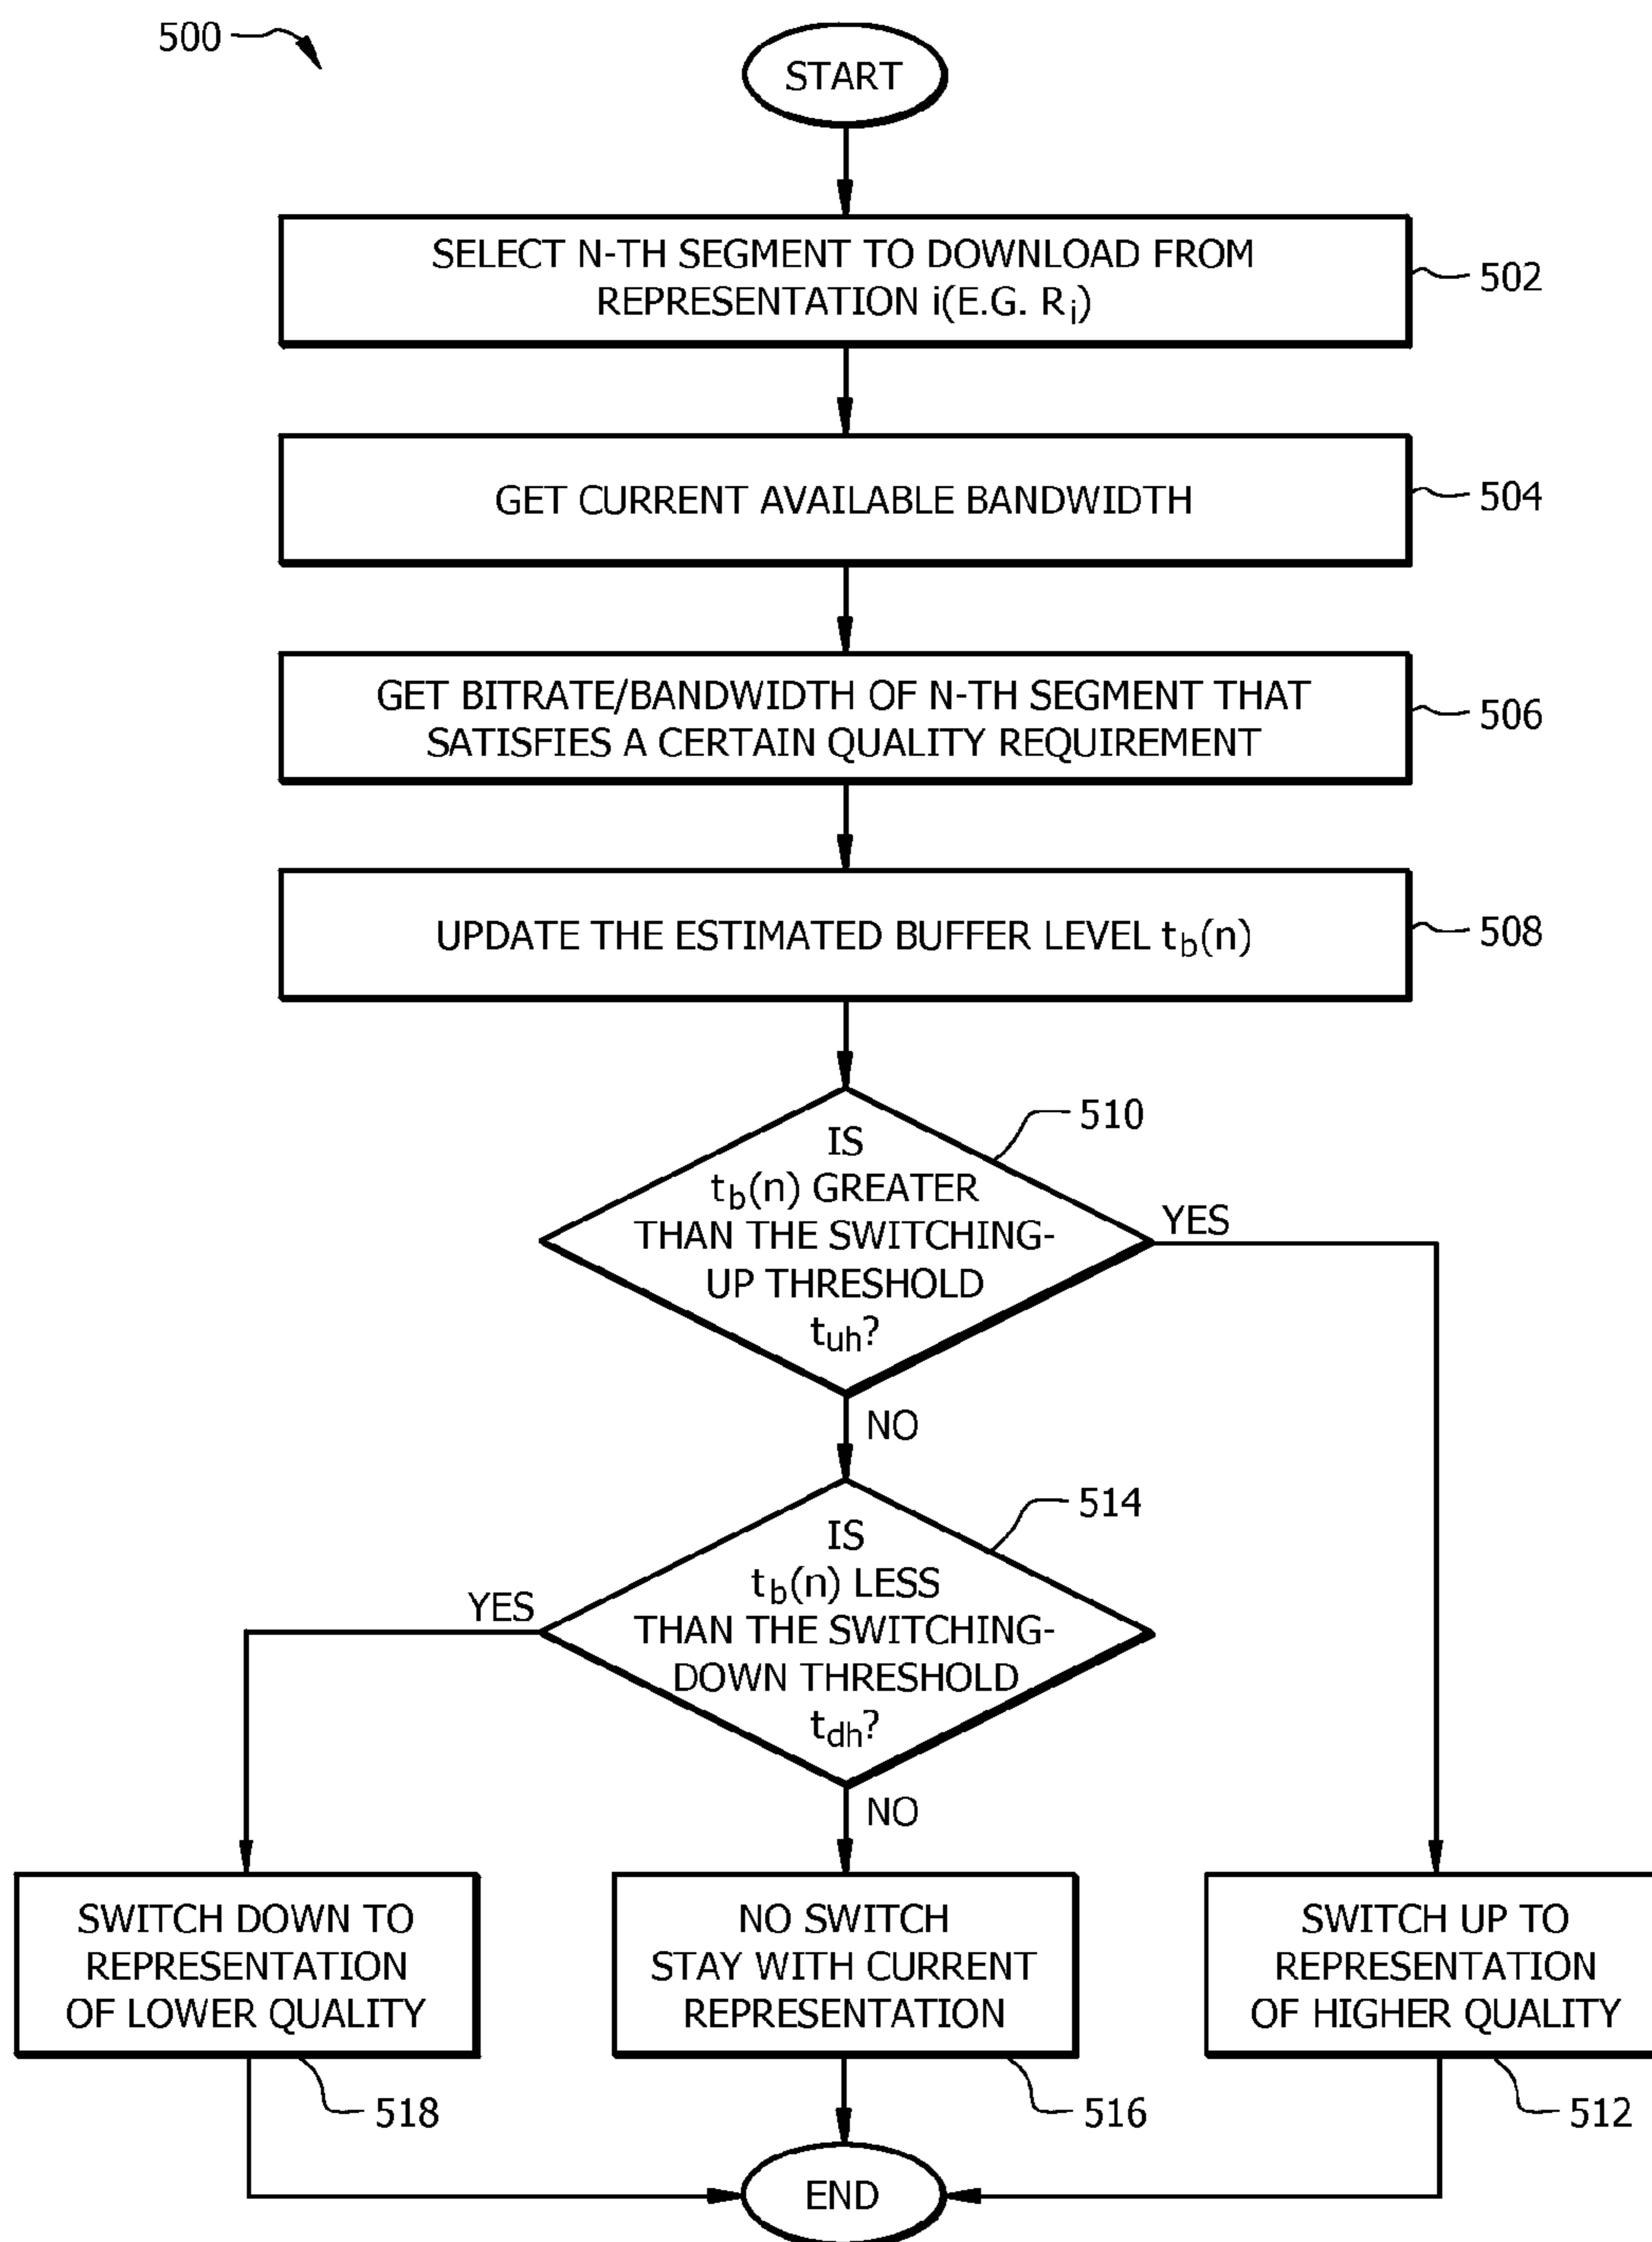 500
START
SELECT N-TH SEGMENT TO DOWNLOAD FROM
REPRESENTATION i(E.G. Ri)
502
GET CURRENT AVAILABLE BANDWIDTH
504
GET BITRATE/BANDWIDTH OF N-TH SEGMENT THAT
SATISFIES A CERTAIN QUALITY REQUIREMENT
506
UPDATE THE ESTIMATED BUFFER LEVEL tb(n)
508
510
IS
tb(n) GREATER
THAN THE SWITCHING-
UP THRESHOLD
tuh?
YES
NO
514
IS
tb(n) LESS
THAN THE SWITCHING-
DOWN THRESHOLD
tdh?
YES
NO
SWITCH DOWN TO
REPRESENTATION
OF LOWER QUALITY
518
NO SWITCH
STAY WITH CURRENT
REPRESENTATION
516
SWITCH UP TO
REPRESENTATION
OF HIGHER QUALITY
512
END